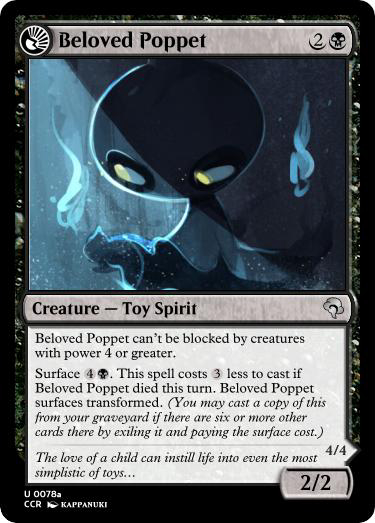 Beloved Poppet 2
Creature — Toy Spirit
Beloved Poppet can't be blocked by creatures
with power 4 or greater.
Surface 4 . This spell costs 3 less to cast if
Beloved Poppet died this turn. Beloved Poppet
surfaces transformed. (You may cast a copy of this
from your graveyard if there are six or more other
cards there by exiling it and paying the surface cost.)
The love of a child can instill life into even the most
simplistic of toys…
4/4
2/2
U 0078a
CCR KAPPANUKI